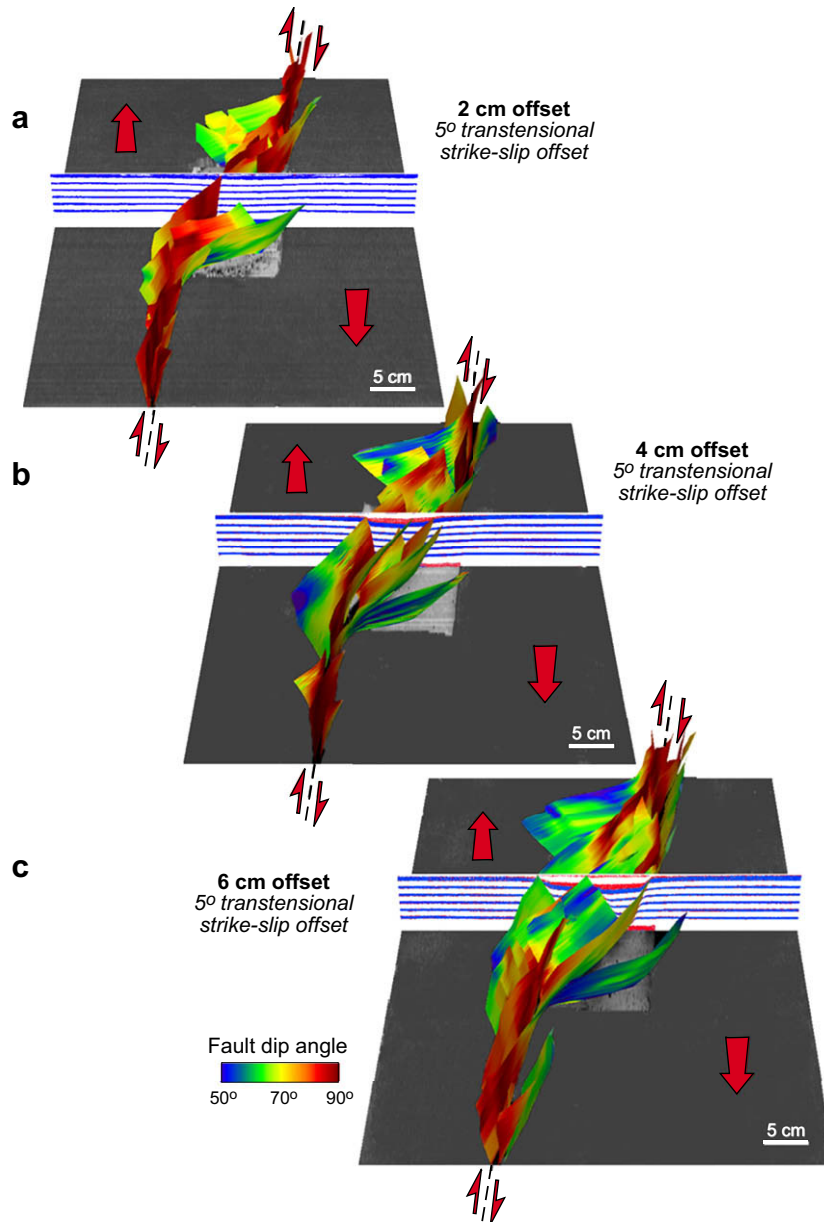 a
2 cm offset
5º transtensional
strike-slip offset
5 cm
b
4 cm offset
5º transtensional
strike-slip offset
5 cm
c
6 cm offset
5º transtensional
strike-slip offset
Fault dip angle
50º 70º 90º
5 cm